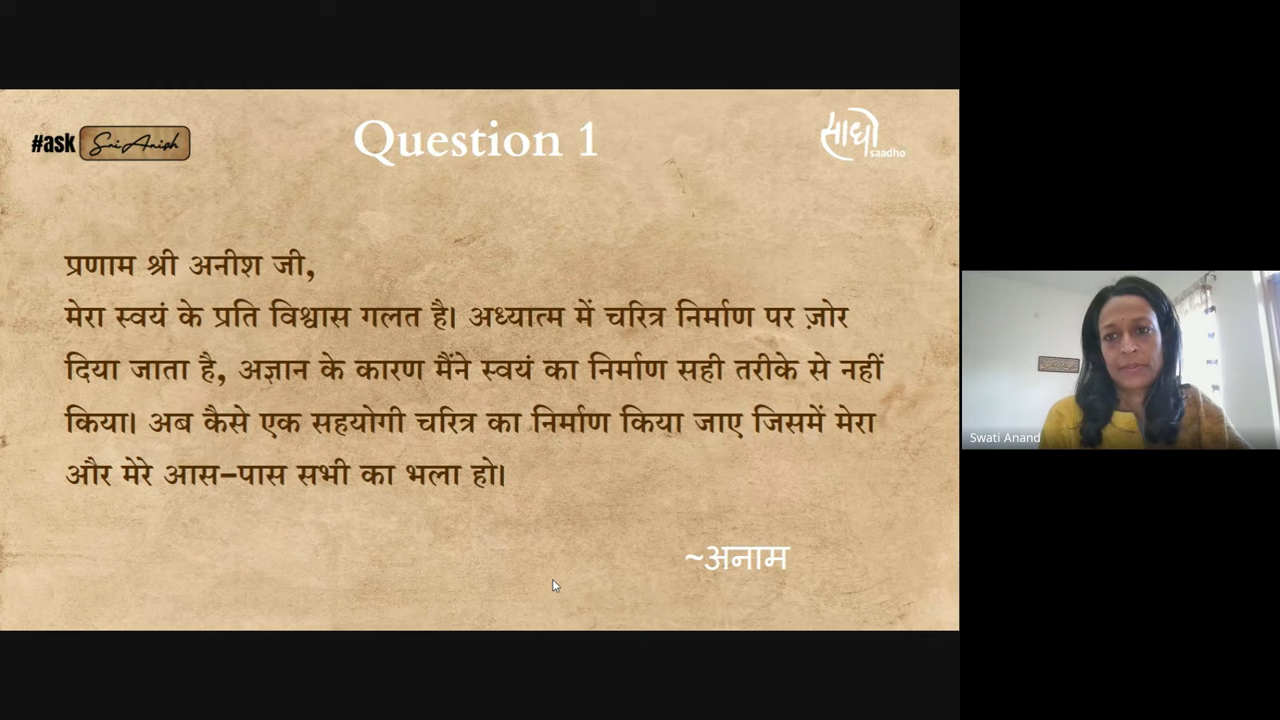 #ask Sri Anish
Question 1
साधो
saadho
प्रणाम श्री अनीश जी,
मेरा स्वयं के प्रति विश्वास गलत है। अध्यात्म में चरित्र निर्माण पर ज़ोर
दिया जाता है, अज्ञान के कारण मैंने स्वयं का निर्माण सही तरीके से नहीं
किया। अब कैसे एक सहयोगी चरित्र का निर्माण किया जाए जिसमें मेरा
और मेरे आस-पास सभी का भला हो।
~अनाम
Swati Anand